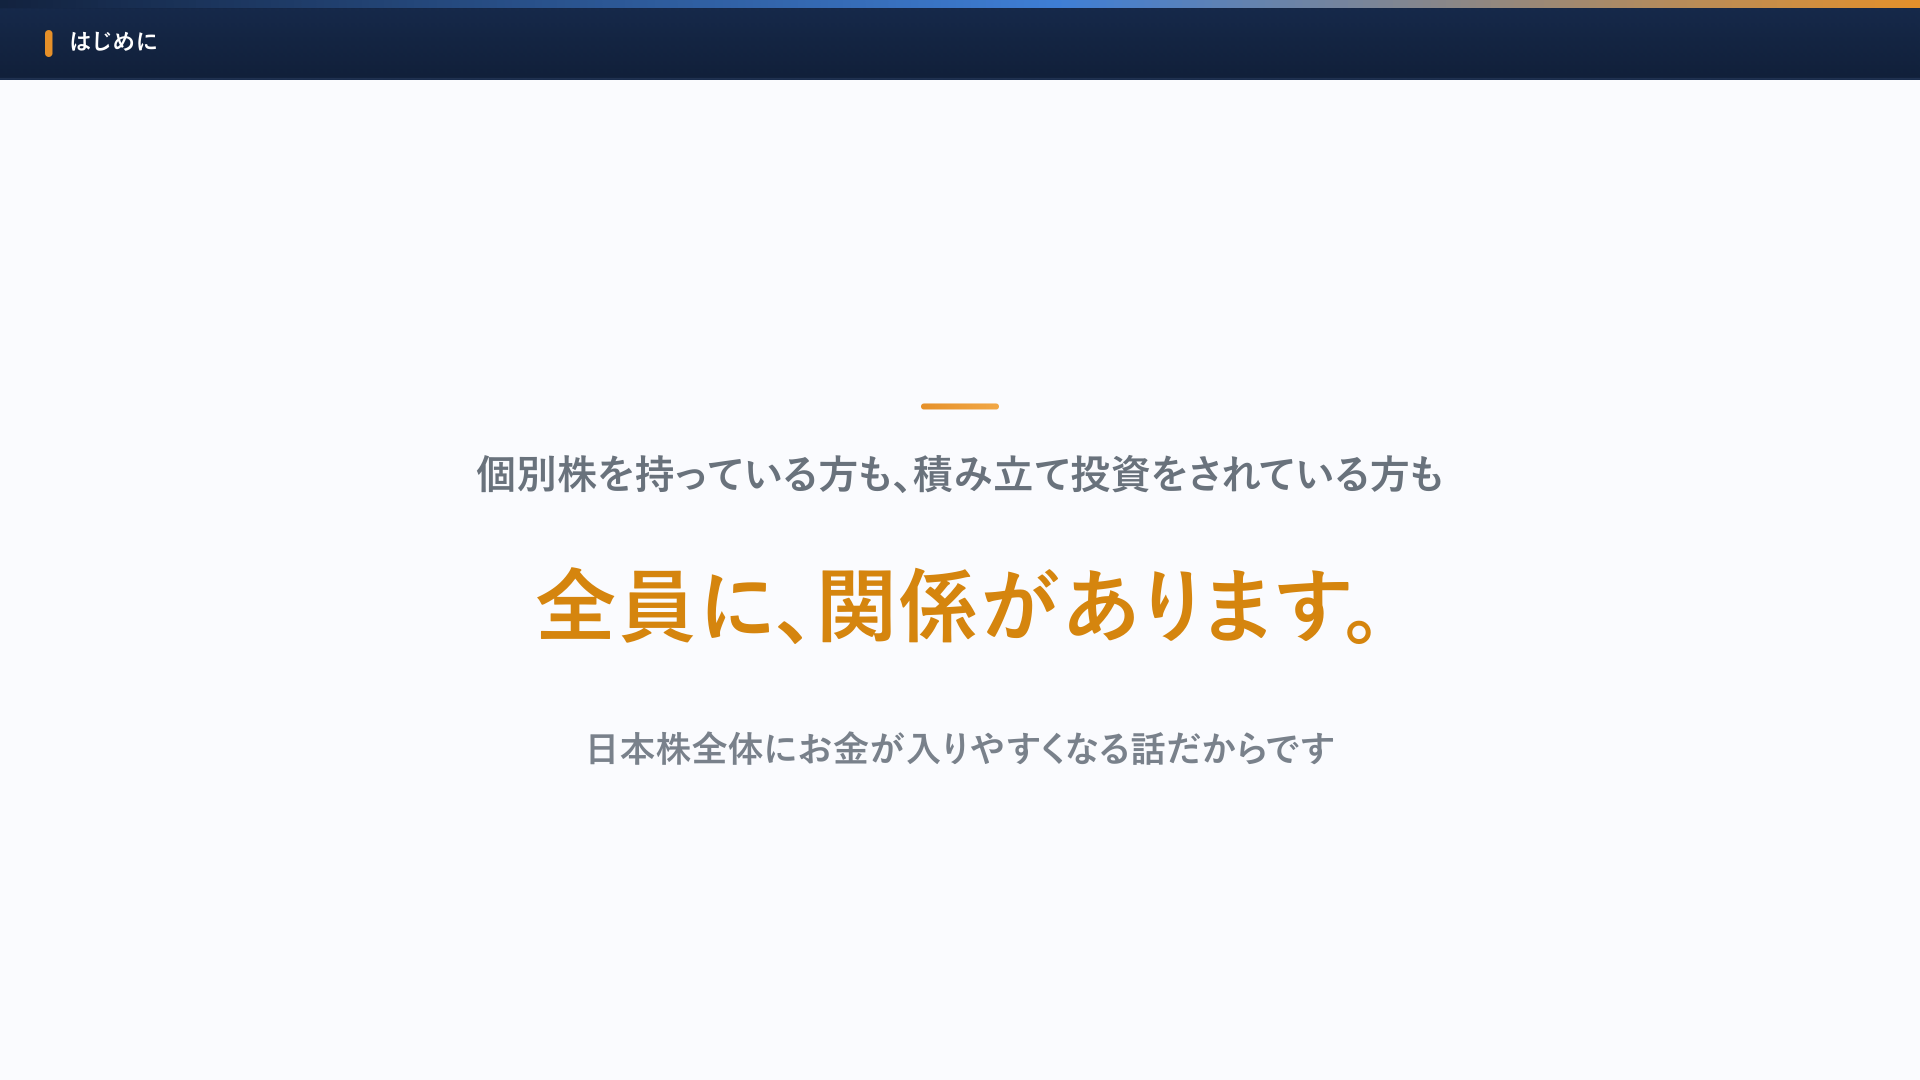 はじめに
個別株を持っている方も、積み立て投資をされている方も
全員に、関係があります。
日本株全体にお金が入りやすくなる話だからです